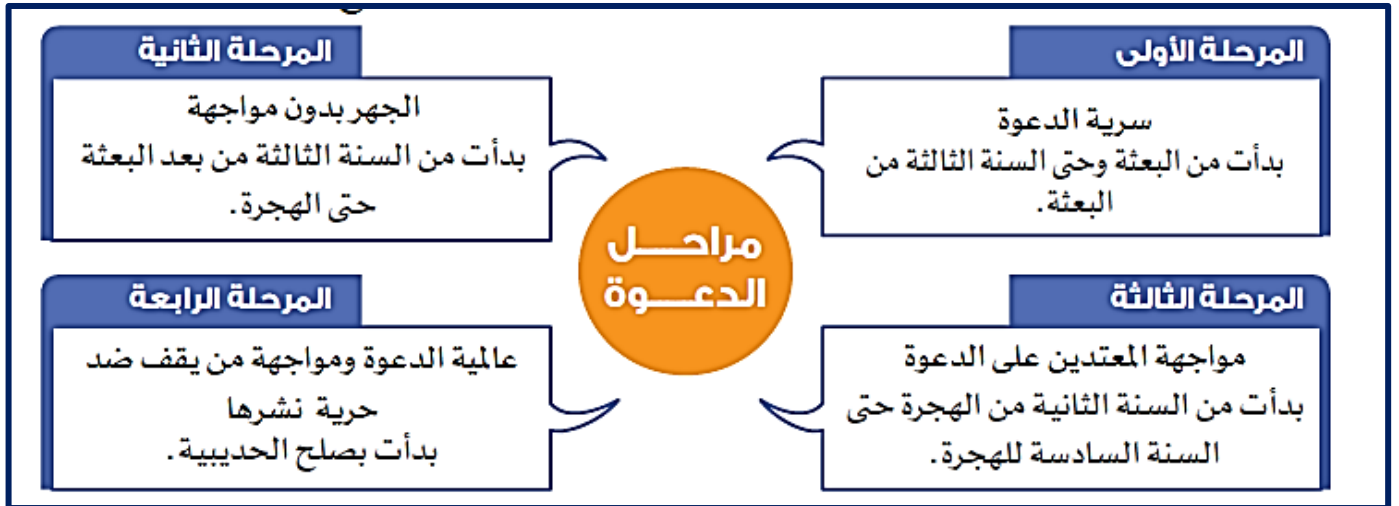 المرحلة الأولى
سرية الدعوة
بدأت من البعثة وحتى السنة الثالثة من
البعثة.
المرحلة الثانية
الجهر بدون مواجهة
بدأت من السنة الثالثة من بعد البعثة
حتى الهجرة.
مراحــــل
الدعــــوة
المرحلة الثالثة
مواجهة المعتدين على الدعوة
بدأت من السنة الثانية من الهجرة حتى
السنة السادسة للهجرة.
المرحلة الرابعة
عالمية الدعوة ومواجهة من يقف ضد
حرية نشرها
بدأت بصلح الحديبية.